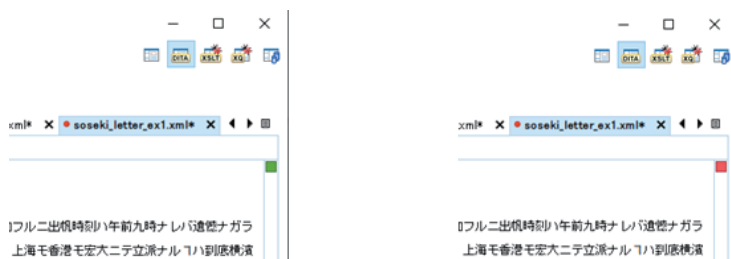 DITA XSLT XQ
:ml* × soseki_letter_ex1.xml* ×
フル二出帆時刻ハ午前九時ナレバ遺憾ナガラ
上海モ香港モ宏大ニテ立派ナルヿハ到底横濱
DITA XSLT XQ
:ml* × soseki_letter_ex1.xml* ×
フル二出帆時刻ハ午前九時ナレバ遺憾ナガラ
上海モ香港モ宏大ニテ立派ナルヿハ到底横濱